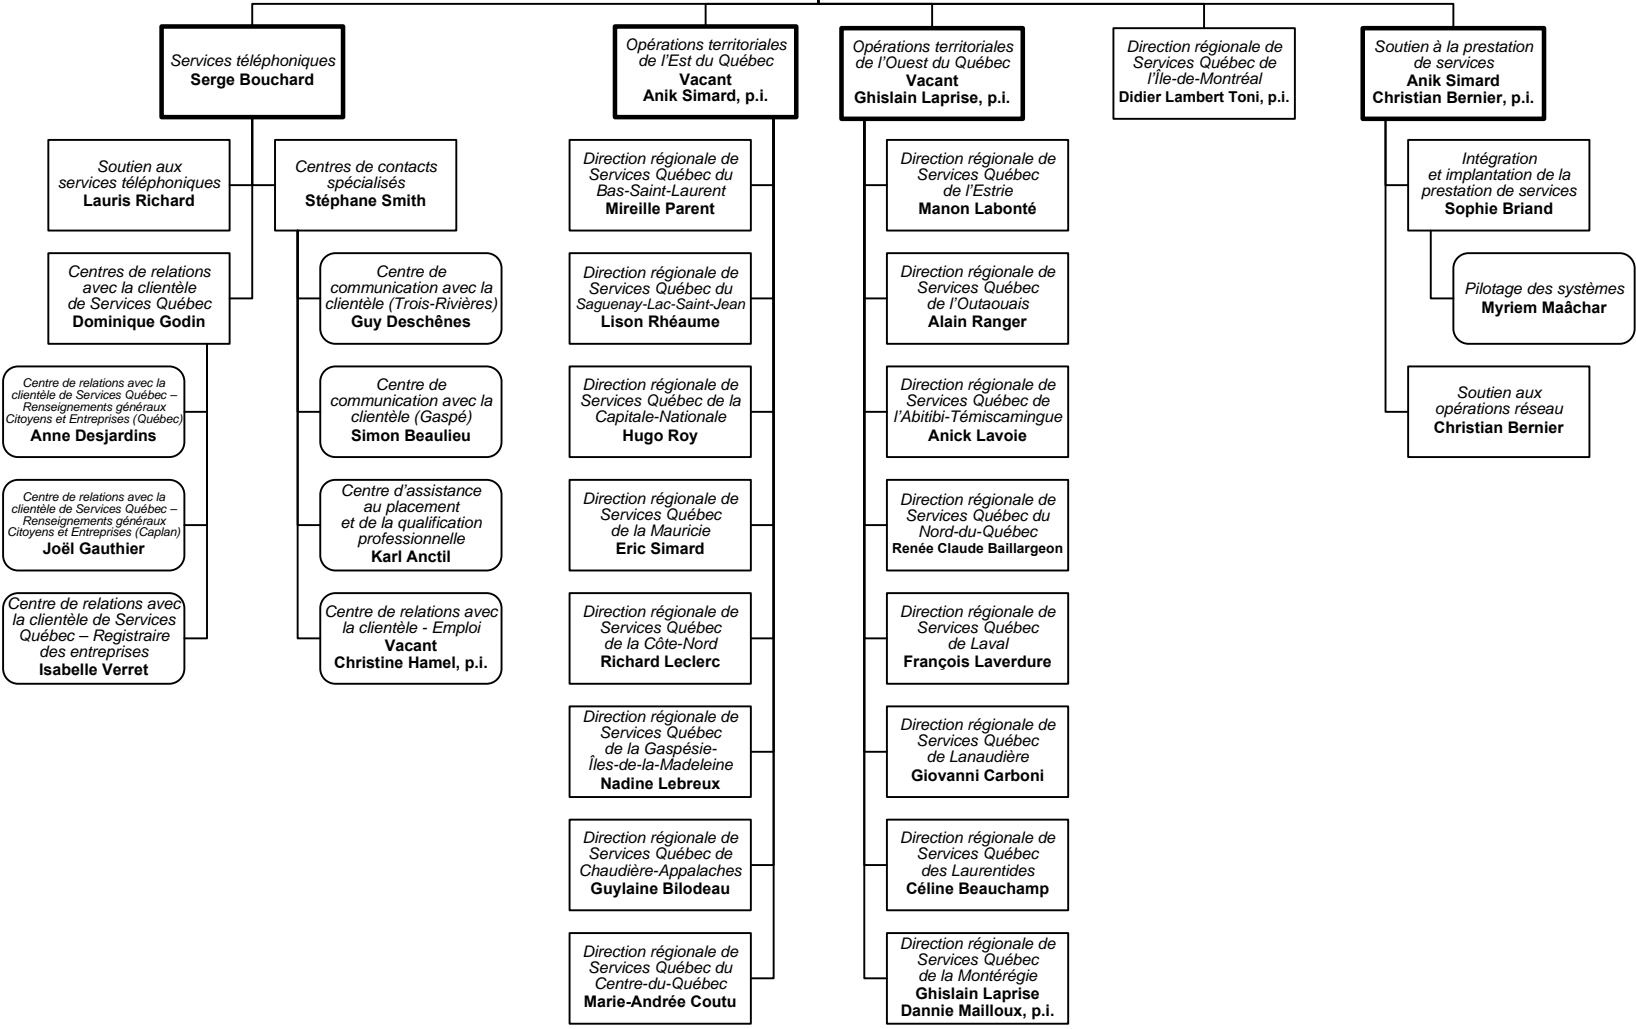 Services téléphoniques
Serge Bouchard
Opérations territoriales
de l'Est du Québec
Vacant
Anik Simard, p.i.
Opérations territoriales
de l'Ouest du Québec
Vacant
Ghislain Laprise, p.i.
Direction régionale de
Services Québec de
l'Île-de-Montréal
Didier Lambert Toni, p.i.
Soutien à la prestation
de services
Anik Simard
Christian Bernier, p.i.
Soutien aux
services téléphoniques
Lauris Richard
Centres de contacts
spécialisés
Stéphane Smith
Centres de relations
avec la clientèle
de Services Québec
Dominique Godin
Centre de relations avec la
clientèle de Services Québec –
Renseignements généraux
Citoyens et Entreprises (Québec)
Anne Desjardins
Centre de relations avec la
clientèle de Services Québec –
Renseignements généraux
Citoyens et Entreprises (Caplan)
Joël Gauthier
Centre de relations avec
la clientèle de Services
Québec – Registraire
des entreprises
Isabelle Verret
Centre de
communication avec la
clientèle (Trois-Rivières)
Guy Deschênes
Centre de
communication avec la
clientèle (Gaspé)
Simon Beaulieu
Centre d'assistance
au placement
et de la qualification
professionnelle
Karl Anctil
Centre de relations avec
la clientèle - Emploi
Vacant
Christine Hamel, p.i.
Direction régionale de
Services Québec du
Bas-Saint-Laurent
Mireille Parent
Direction régionale de
Services Québec du
Saguenay-Lac-Saint-Jean
Lison Rhéaume
Direction régionale de
Services Québec de la
Capitale-Nationale
Hugo Roy
Direction régionale de
Services Québec
de la Mauricie
Eric Simard
Direction régionale de
Services Québec
de la Côte-Nord
Richard Leclerc
Direction régionale de
Services Québec
de la Gaspésie-
Îles-de-la-Madeleine
Nadine Lebreux
Direction régionale de
Services Québec de
Chaudière-Appalaches
Guylaine Bilodeau
Direction régionale de
Services Québec du
Centre-du-Québec
Marie-Andrée Coutu
Direction régionale de
Services Québec
de l'Estrie
Manon Labonté
Direction régionale de
Services Québec
de l'Outaouais
Alain Ranger
Direction régionale de
Services Québec de
l'Abitibi-Témiscamingue
Anick Lavoie
Direction régionale de
Services Québec du
Nord-du-Québec
Renée Claude Baillargeon
Direction régionale de
Services Québec
de Laval
François Laverdure
Direction régionale de
Services Québec
de Lanaudière
Giovanni Carboni
Direction régionale de
Services Québec
des Laurentides
Céline Beauchamp
Direction régionale de
Services Québec
de la Montérégie
Ghislain Laprise
Dannie Mailloux, p.i.
Intégration
et implantation de la
prestation de services
Sophie Briand
Pilotage des systèmes
Myriem Maâchar
Soutien aux
opérations réseau
Christian Bernier